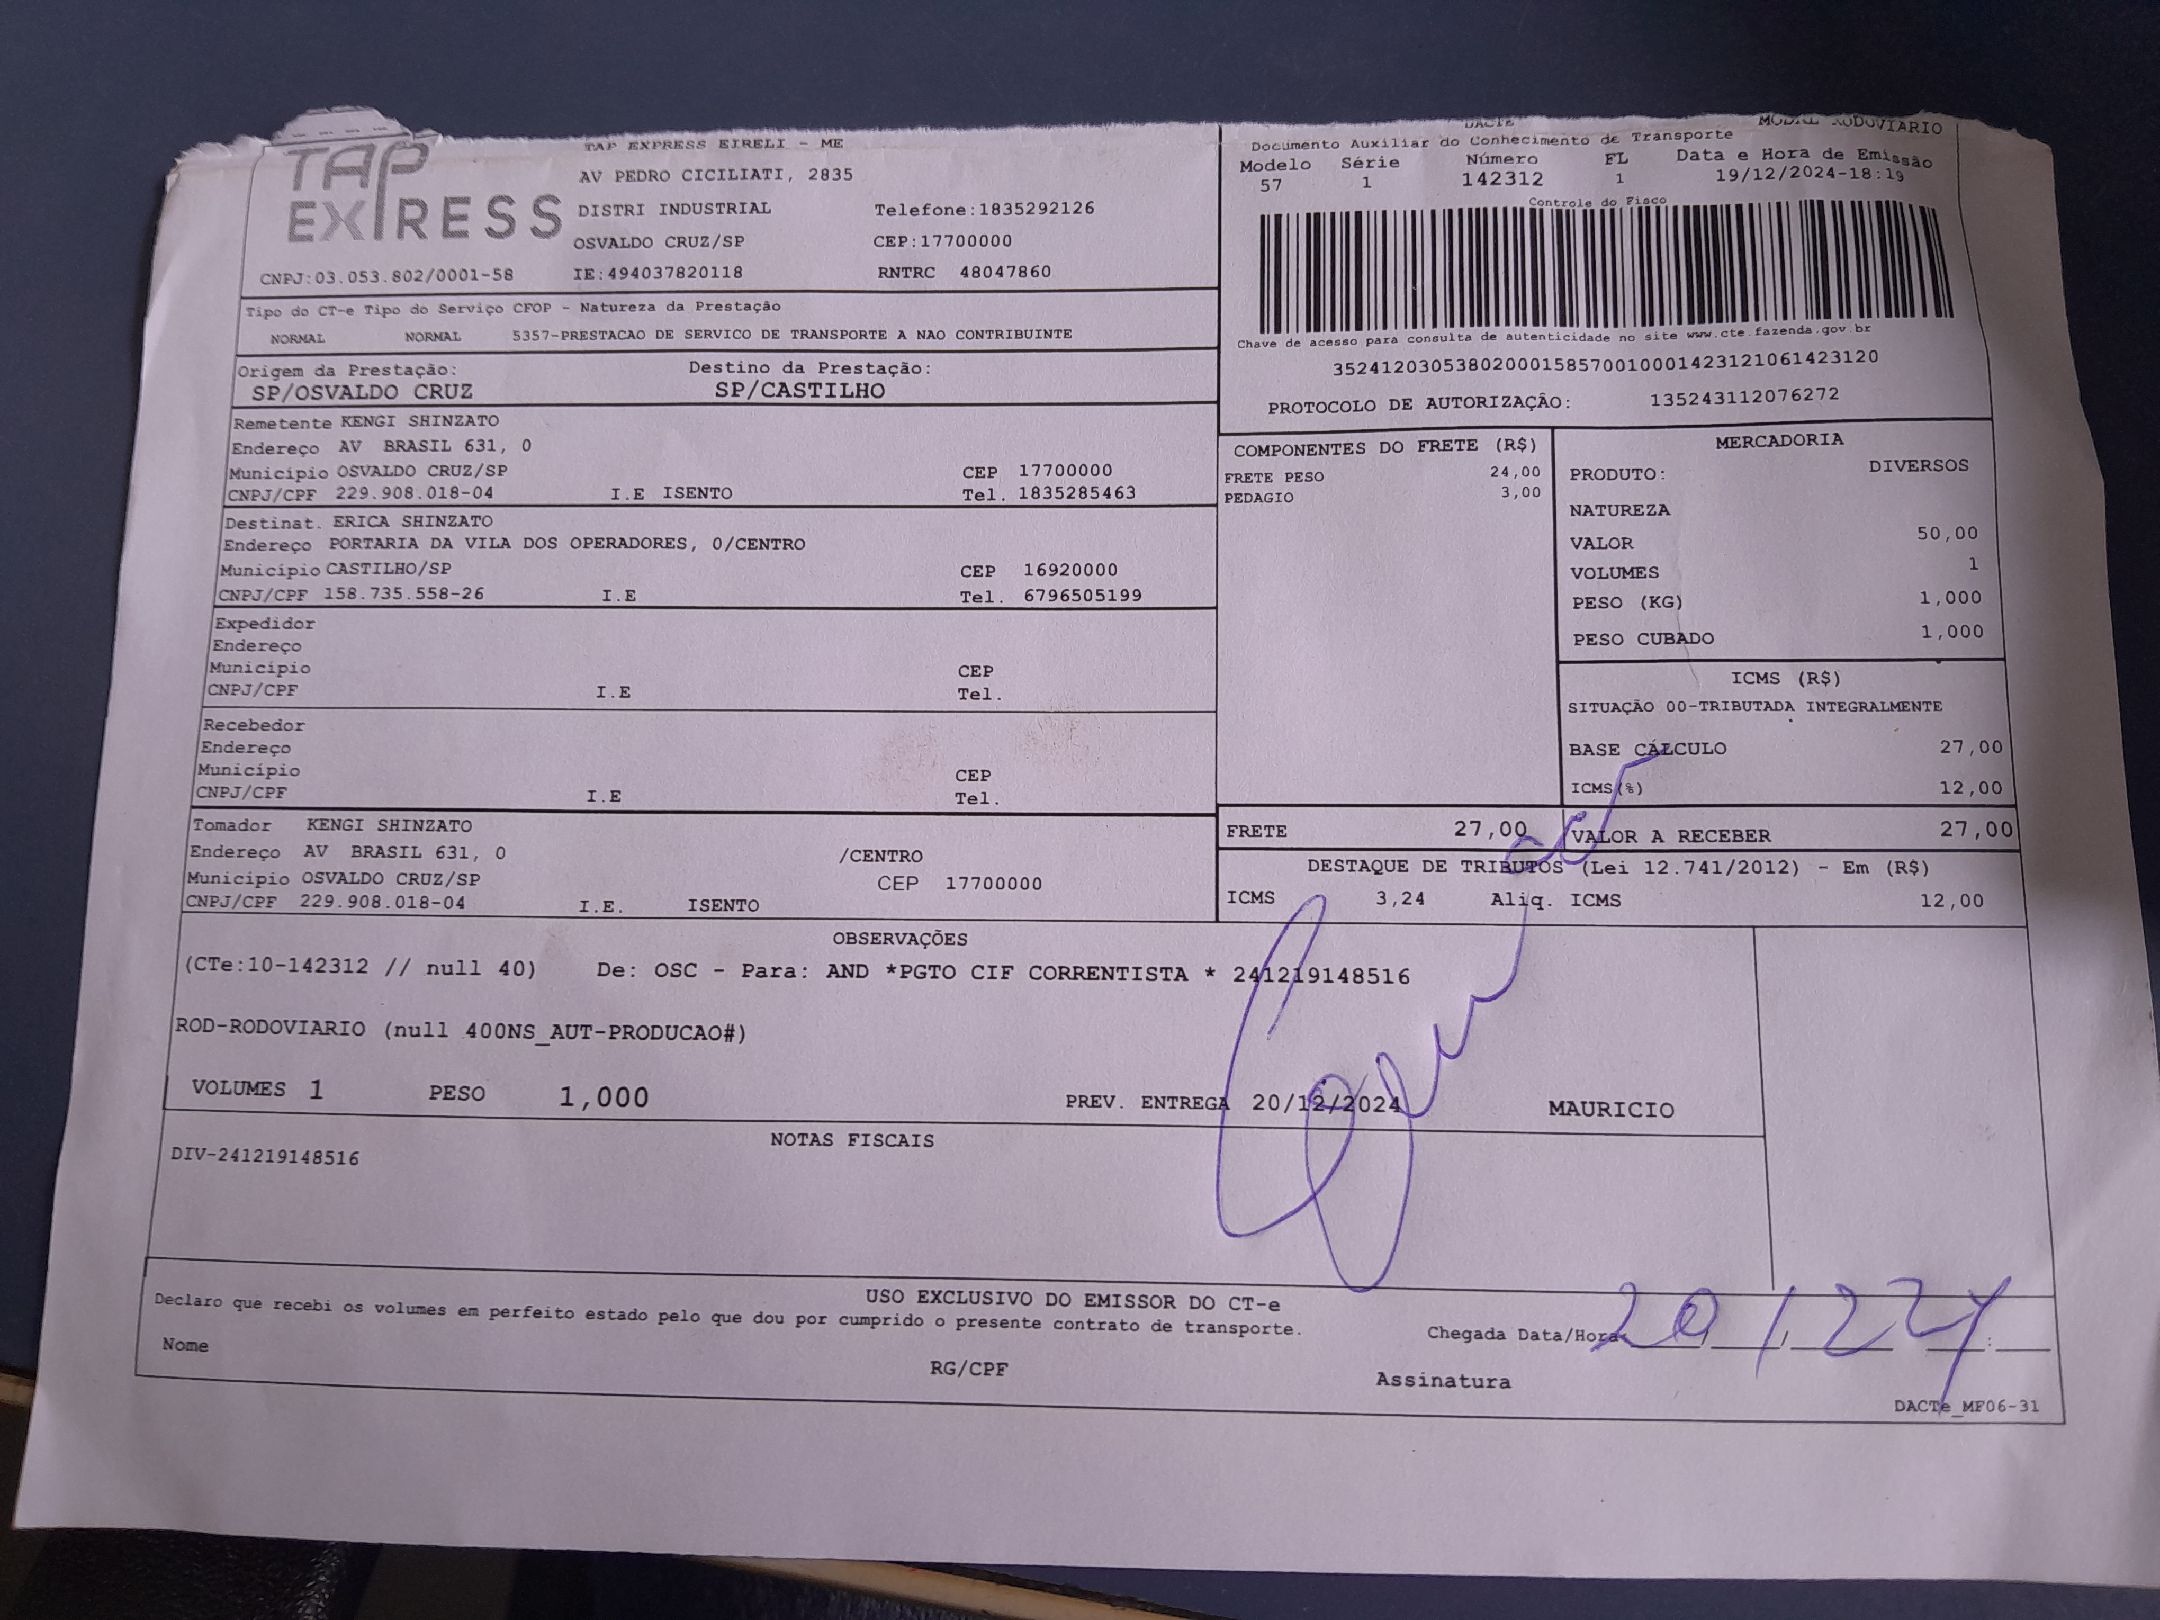 TAP EXPRESS
TAP EXPRESS EIRELI - ME
AV PEDRO CICILIATI, 2835
DISTRI INDUSTRIAL Telefone:1835292126
OSVALDO CRUZ/SP CEP:17700000
CNPJ:03.053.802/0001-58 IE:494037820118 RNTRC 48047860
DACTE MODAL RODOVIARIO
Documento Auxiliar do Conhecimento de Transporte
Modelo Série Número FL Data e Hora de Emissão
57 1 142312 1 19/12/2024-18:19
Controle do Fisco
Chave de acesso para consulta de autenticidade no site www.cte.fazenda.gov.br
35241203053802000158570010001423121061423120
PROTOCOLO DE AUTORIZAÇÃO: 135243112076272
Tipo do CT-e Tipo do Serviço CFOP - Natureza da Prestação
NORMAL NORMAL 5357-PRESTACAO DE SERVICO DE TRANSPORTE A NAO CONTRIBUINTE
Origem da Prestação: Destino da Prestação:
SP/OSVALDO CRUZ SP/CASTILHO
Remetente KENGI SHINZATO
Endereço AV BRASIL 631, 0
Município OSVALDO CRUZ/SP CEP 17700000
CNPJ/CPF 229.908.018-04 I.E ISENTO Tel. 1835285463
Destinat. ERICA SHINZATO
Endereço PORTARIA DA VILA DOS OPERADORES, 0/CENTRO
Município CASTILHO/SP CEP 16920000
CNPJ/CPF 158.735.558-26 I.E Tel. 6796505199
Expedidor
Endereço
Município CEP
CNPJ/CPF I.E Tel.
Recebedor
Endereço
Município CEP
CNPJ/CPF I.E Tel.
Tomador KENGI SHINZATO
Endereço AV BRASIL 631, 0 /CENTRO
Município OSVALDO CRUZ/SP CEP 17700000
CNPJ/CPF 229.908.018-04 I.E. ISENTO
COMPONENTES DO FRETE (R$)
FRETE PESO 24,00
PEDAGIO 3,00
MERCADORIA
PRODUTO: DIVERSOS
NATUREZA
VALOR 50,00
VOLUMES 1
PESO (KG) 1,000
PESO CUBADO 1,000
ICMS (R$)
SITUAÇÃO 00-TRIBUTADA INTEGRALMENTE
BASE CÁLCULO 27,00
ICMS(%) 12,00
FRETE 27,00 VALOR A RECEBER 27,00
DESTAQUE DE TRIBUTOS (Lei 12.741/2012) - Em (R$)
ICMS 3,24 Aliq. ICMS 12,00
OBSERVAÇÕES
(CTe:10-142312 // null 40) De: OSC - Para: AND *PGTO CIF CORRENTISTA * 241219148516
ROD-RODOVIARIO (null 400NS_AUT-PRODUCAO#)
VOLUMES 1 PESO 1,000 PREV. ENTREGA 20/12/2024 MAURICIO
NOTAS FISCAIS
DIV-241219148516
USO EXCLUSIVO DO EMISSOR DO CT-e
Declaro que recebi os volumes em perfeito estado pelo que dou por cumprido o presente contrato de transporte.
Chegada Data/Hora 20/12 24
Nome RG/CPF Assinatura
DACTe_MF06-31